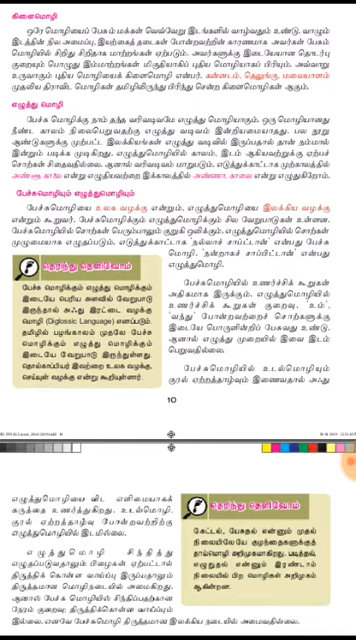 கிளைமொழி
ஒரே மொழியைப் பேசும் மக்கள் வெவ்வேறு இடங்களில் வாழ்வதும் உண்டு. வாழும்
இடத்தின் நில அமைப்பு, இயற்கைத் தடைகள் போன்றவற்றின் காரணமாக அவர்கள் பேசும்
மொழியில் சிறிது சிறிதாக மாற்றங்கள் ஏற்படும். அவர்களுக்கு இடையேயான தொடர்பு
குறையும் பொழுது இம்மாற்றங்கள் மிகுதியாகிப் புதிய மொழியாகப் பிரியும். அவ்வாறு
உருவாகும் புதிய மொழியைக் கிளைமொழி என்பர். கன்னடம், தெலுங்கு, மலையாளம்
முதலிய திராவிட மொழிகள் தமிழிலிருந்து பிரிந்து சென்ற கிளைமொழிகள் ஆகும்.
எழுத்து மொழி
பேச்சு மொழிக்கு நாம் தந்த வரிவடிவமே எழுத்து மொழியாகும். ஒரு மொழியானது
நீண்ட காலம் நிலைபெறுவதற்கு எழுத்து வடிவம் இன்றியமையாதது. பல நூறு
ஆண்டுகளுக்கு முற்பட்ட இலக்கியங்கள் எழுத்து வடிவில் இருப்பதால் தான் நம்மால்
இன்றும் படிக்க முடிகிறது. எழுத்துமொழியில் காலம், இடம் ஆகியவற்றுக்கு ஏற்பச்
சொற்கள் சிதைவதில்லை. ஆனால் வரிவடிவம் மாறுபடும். எடுத்துக்காட்டாக முற்காலத்தில்
என்று எழுதியவற்றை இக்காலத்தில் அண்ணா, காலை என்று எழுதுகிறோம்.
பேச்சுமொழியும் எழுத்துமொழியும்
பேச்சுமொழியை உலக வழக்கு என்றும், எழுத்துமொழியை இலக்கிய வழக்கு
என்றும் கூறுவர். பேச்சுமொழிக்கும் எழுத்துமொழிக்கும் சில வேறுபாடுகள் உள்ளன.
பேச்சுமொழியில் சொற்கள் பெரும்பாலும் குறுகி ஒலிக்கும். எழுத்துமொழியில் சொற்கள்
முழுமையாக எழுதப்படும். எடுத்துக்காட்டாக 'நல்லாச் சாப்ட்டான்' என்பது பேச்சு
மொழி. 'நன்றாகச் சாப்பிட்டான்' என்பது
எழுத்துமொழி.
தெரிந்து தெளிவோம்
பேச்சு மொழிக்கும் எழுத்து மொழிக்கும்
இடையே பெரிய அளவில் வேறுபாடு
இருந்தால் அஃது இரட்டை வழக்கு
மொழி (Diglossic Language) எனப்படும்.
தமிழில் பழங்காலம் முதலே பேச்சு
மொழிக்கும் எழுத்து மொழிக்கும்
இடையே வேறுபாடு இருந்துள்ளது.
தொல்காப்பியர் இவற்றை உலக வழக்கு,
செய்யுள் வழக்கு என்று கூறியுள்ளார்.
பேச்சுமொழியில் உணர்ச்சிக் கூறுகள்
அதிகமாக இருக்கும். எழுத்துமொழியில்
உணர்ச்சிக் கூறுகள் குறைவு. 'உம்',
'வந்து' போன்றவற்றைச் சொற்களுக்கு
இடையே பொருளின்றிப் பேசுவது உண்டு.
ஆனால் எழுத்து முறையில் இவை இடம்
பெறுவதில்லை.
பேச்சுமொழியில் உடல்மொழியும்
குரல் ஏற்றத்தாழ்வும் இணைவதால் அஃது
10
எழுத்துமொழியை விட எளிமையாகக்
கருத்தை உணர்த்துகிறது. உடல்மொழி,
குரல் ஏற்றத்தாழ்வு போன்றவற்றிற்கு
எழுத்துமொழியில் இடமில்லை.
எழுத்துமொழி சிந்தித்து
எழுதப்படுவதாலும் பிழைகள் ஏற்பட்டால்
திருத்திக் கொள்ள வாய்ப்பு இருப்பதாலும்
திருத்தமான மொழிநடையில் அமைகிறது.
ஆனால் பேச்சு மொழியில் சிந்திப்பதற்கான
நேரம் குறைவு; திருத்திக்கொள்ள வாய்ப்பும்
இல்லை. எனவே பேச்சுமொழி திருத்தமான இலக்கிய நடையில் அமைவதில்லை.
தெரிந்து தெளிவோம்
கேட்டல், பேசுதல் என்னும் முதல்
நிலையிலேயே குழந்தைகளுக்குத்
தாய்மொழி அறிமுகமாகிறது. படித்தல்,
எழுதுதல் என்னும் இரண்டாம்
நிலையில் பிற மொழிகள் அறிமுகம்
ஆகின்றன.